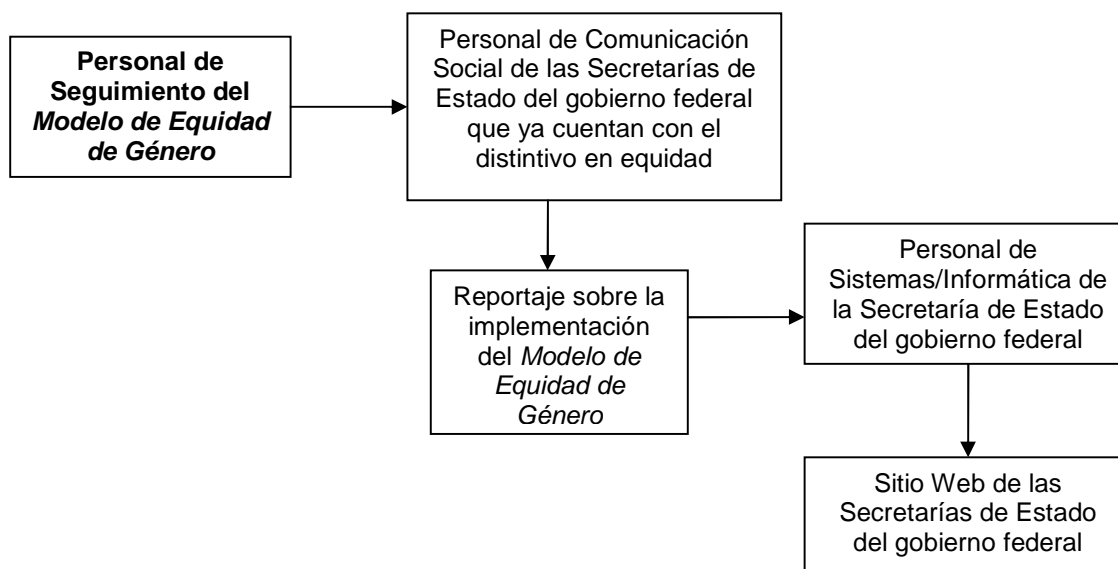 Personal de
Seguimiento del
Modelo de Equidad
de Género
Personal de Comunicación
Social de las Secretarías de
Estado del gobierno federal
que ya cuentan con el
distintivo en equidad
Reportaje sobre la
implementación
del Modelo de
Equidad de
Género
Personal de
Sistemas/Informática de
la Secretaría de Estado
del gobierno federal
Sitio Web de las
Secretarías de Estado
del gobierno federal